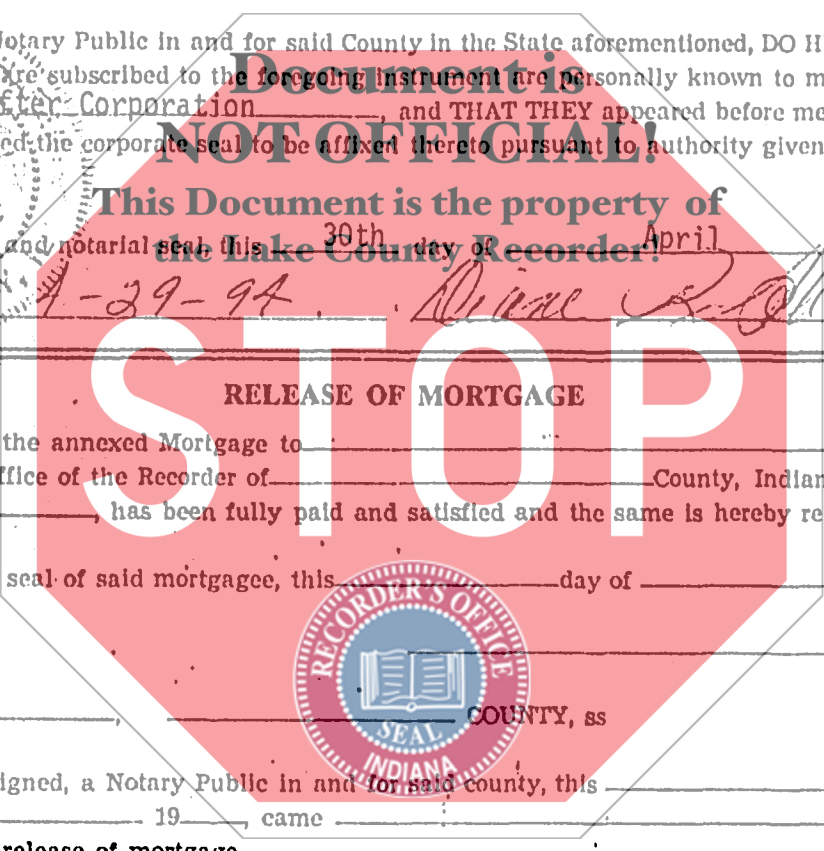 Notary Public in and for said County in the State aforementioned, DO H
Document is
are subscribed to the foregoing instrument are personally known to m
fter Corporation, and THAT THEY appeared before me
NOT OFFICIAL!
ed the corporate seal to be affixed thereto pursuant to authority given
This Document is the property of
and notarial seal, this 30th day of April
the Lake County Recorder!
4-29-94 Diane
STOP
RELEASE OF MORTGAGE
the annexed Mortgage to
ffice of the Recorder of County, Indian
, has been fully paid and satisfied and the same is hereby re
seal of said mortgagee, this day of
RECORDER'S OFFICE
SEAL
INDIANA
, COUNTY, ss
igned, a Notary Public in and for said county, this
19 , came
release of mortgage